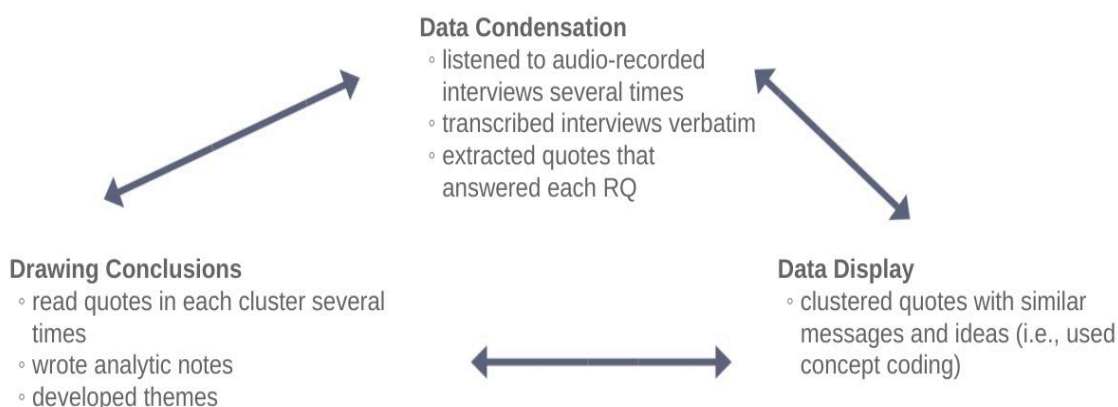 Data Condensation
◦ listened to audio-recorded
interviews several times
◦ transcribed interviews verbatim
◦ extracted quotes that
answered each RQ
Drawing Conclusions
◦ read quotes in each cluster several
times
◦ wrote analytic notes
◦ developed themes
Data Display
◦ clustered quotes with similar
messages and ideas (i.e., used
concept coding)